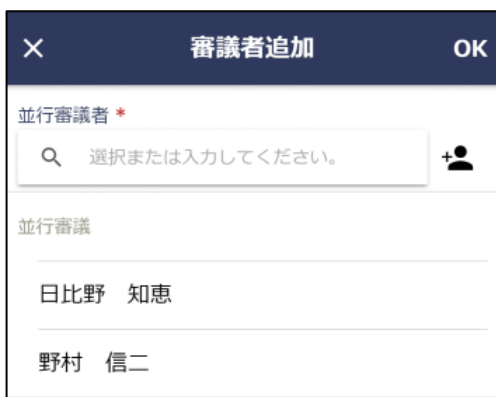 審議者追加 OK
並行審議者 *
選択または入力してください。
並行審議
日比野　知恵
野村　信二